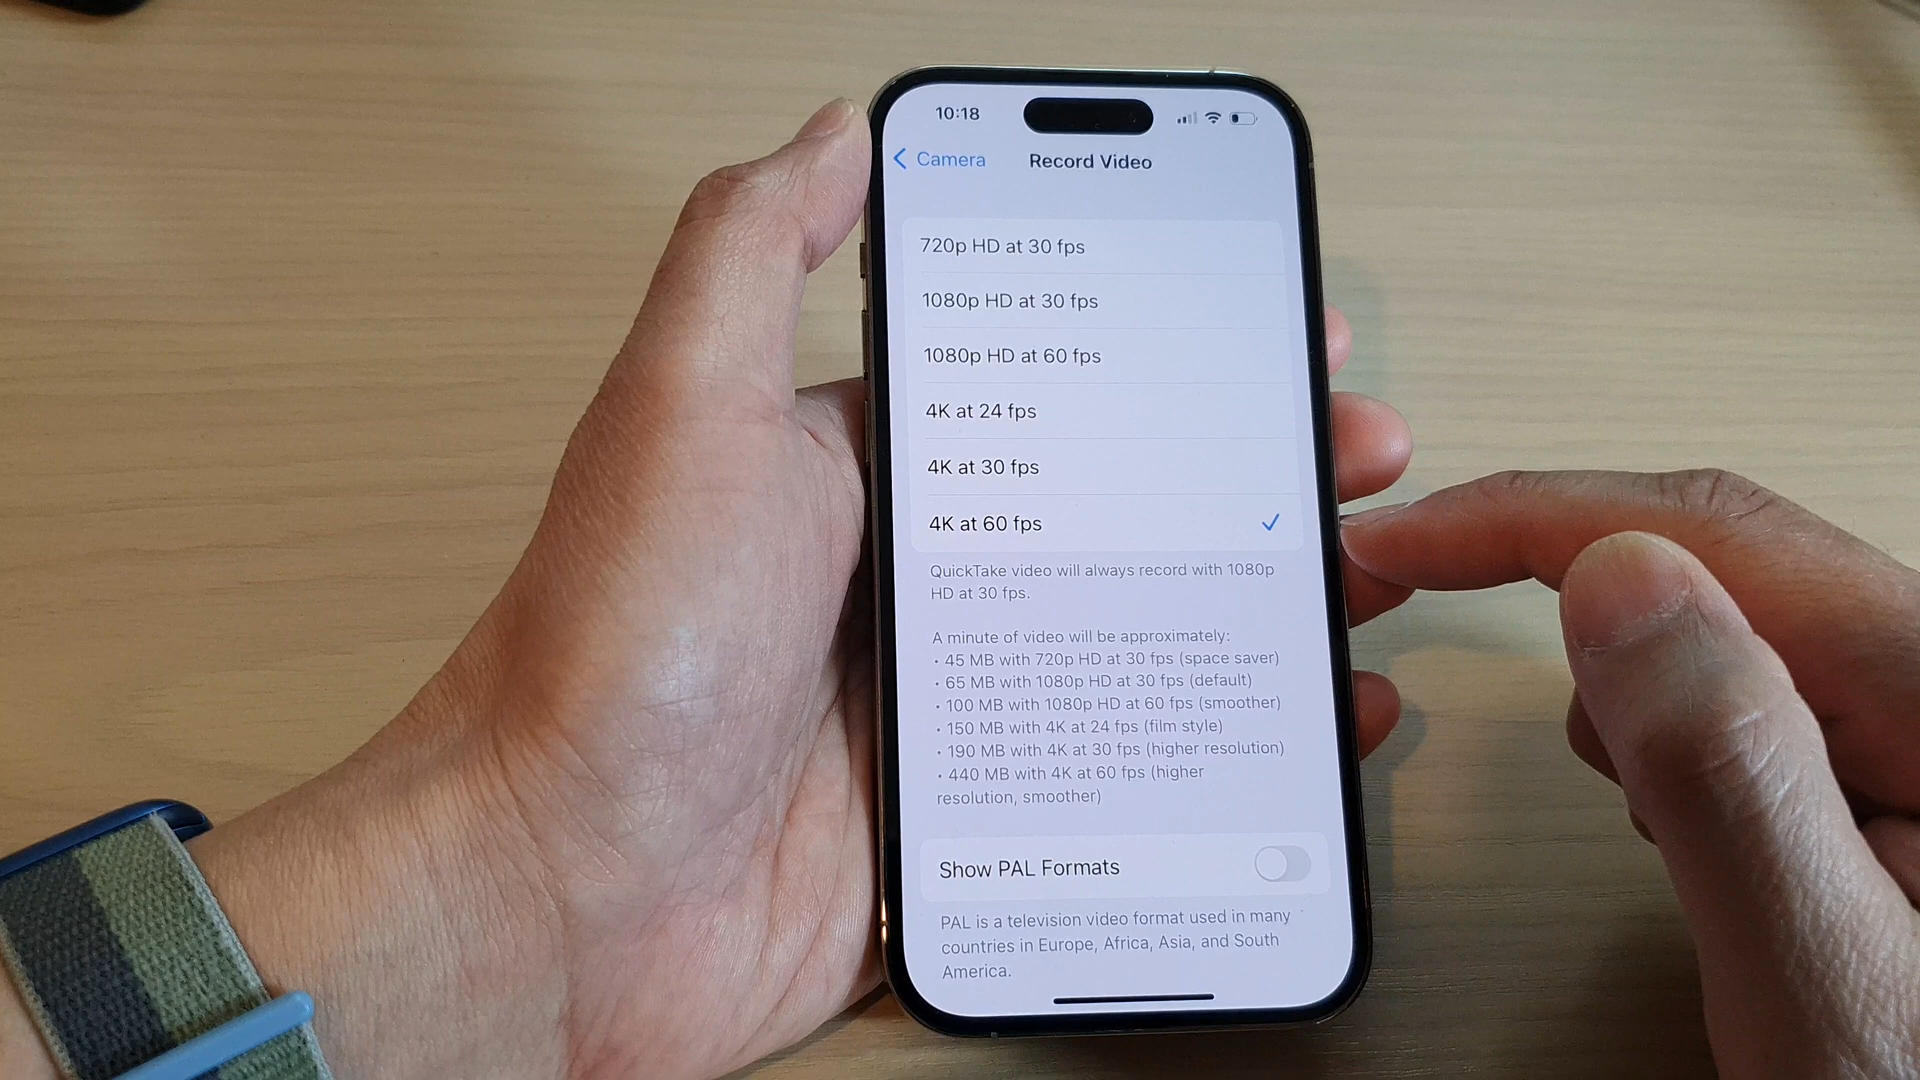 10:18
Camera
Record Video
720p HD at 30 fps
1080p HD at 30 fps
1080p HD at 60 fps
4K at 24 fps
4K at 30 fps
4K at 60 fps
QuickTake video will always record with 1080p
HD at 30 fps.
A minute of video will be approximately:
• 45 MB with 720p HD at 30 fps (space saver)
• 65 MB with 1080p HD at 30 fps (default)
• 100 MB with 1080p HD at 60 fps (smoother)
• 150 MB with 4K at 24 fps (film style)
• 190 MB with 4K at 30 fps (higher resolution)
• 440 MB with 4K at 60 fps (higher
resolution, smoother)
Show PAL Formats
PAL is a television video format used in many
countries in Europe, Africa, Asia, and South
America.